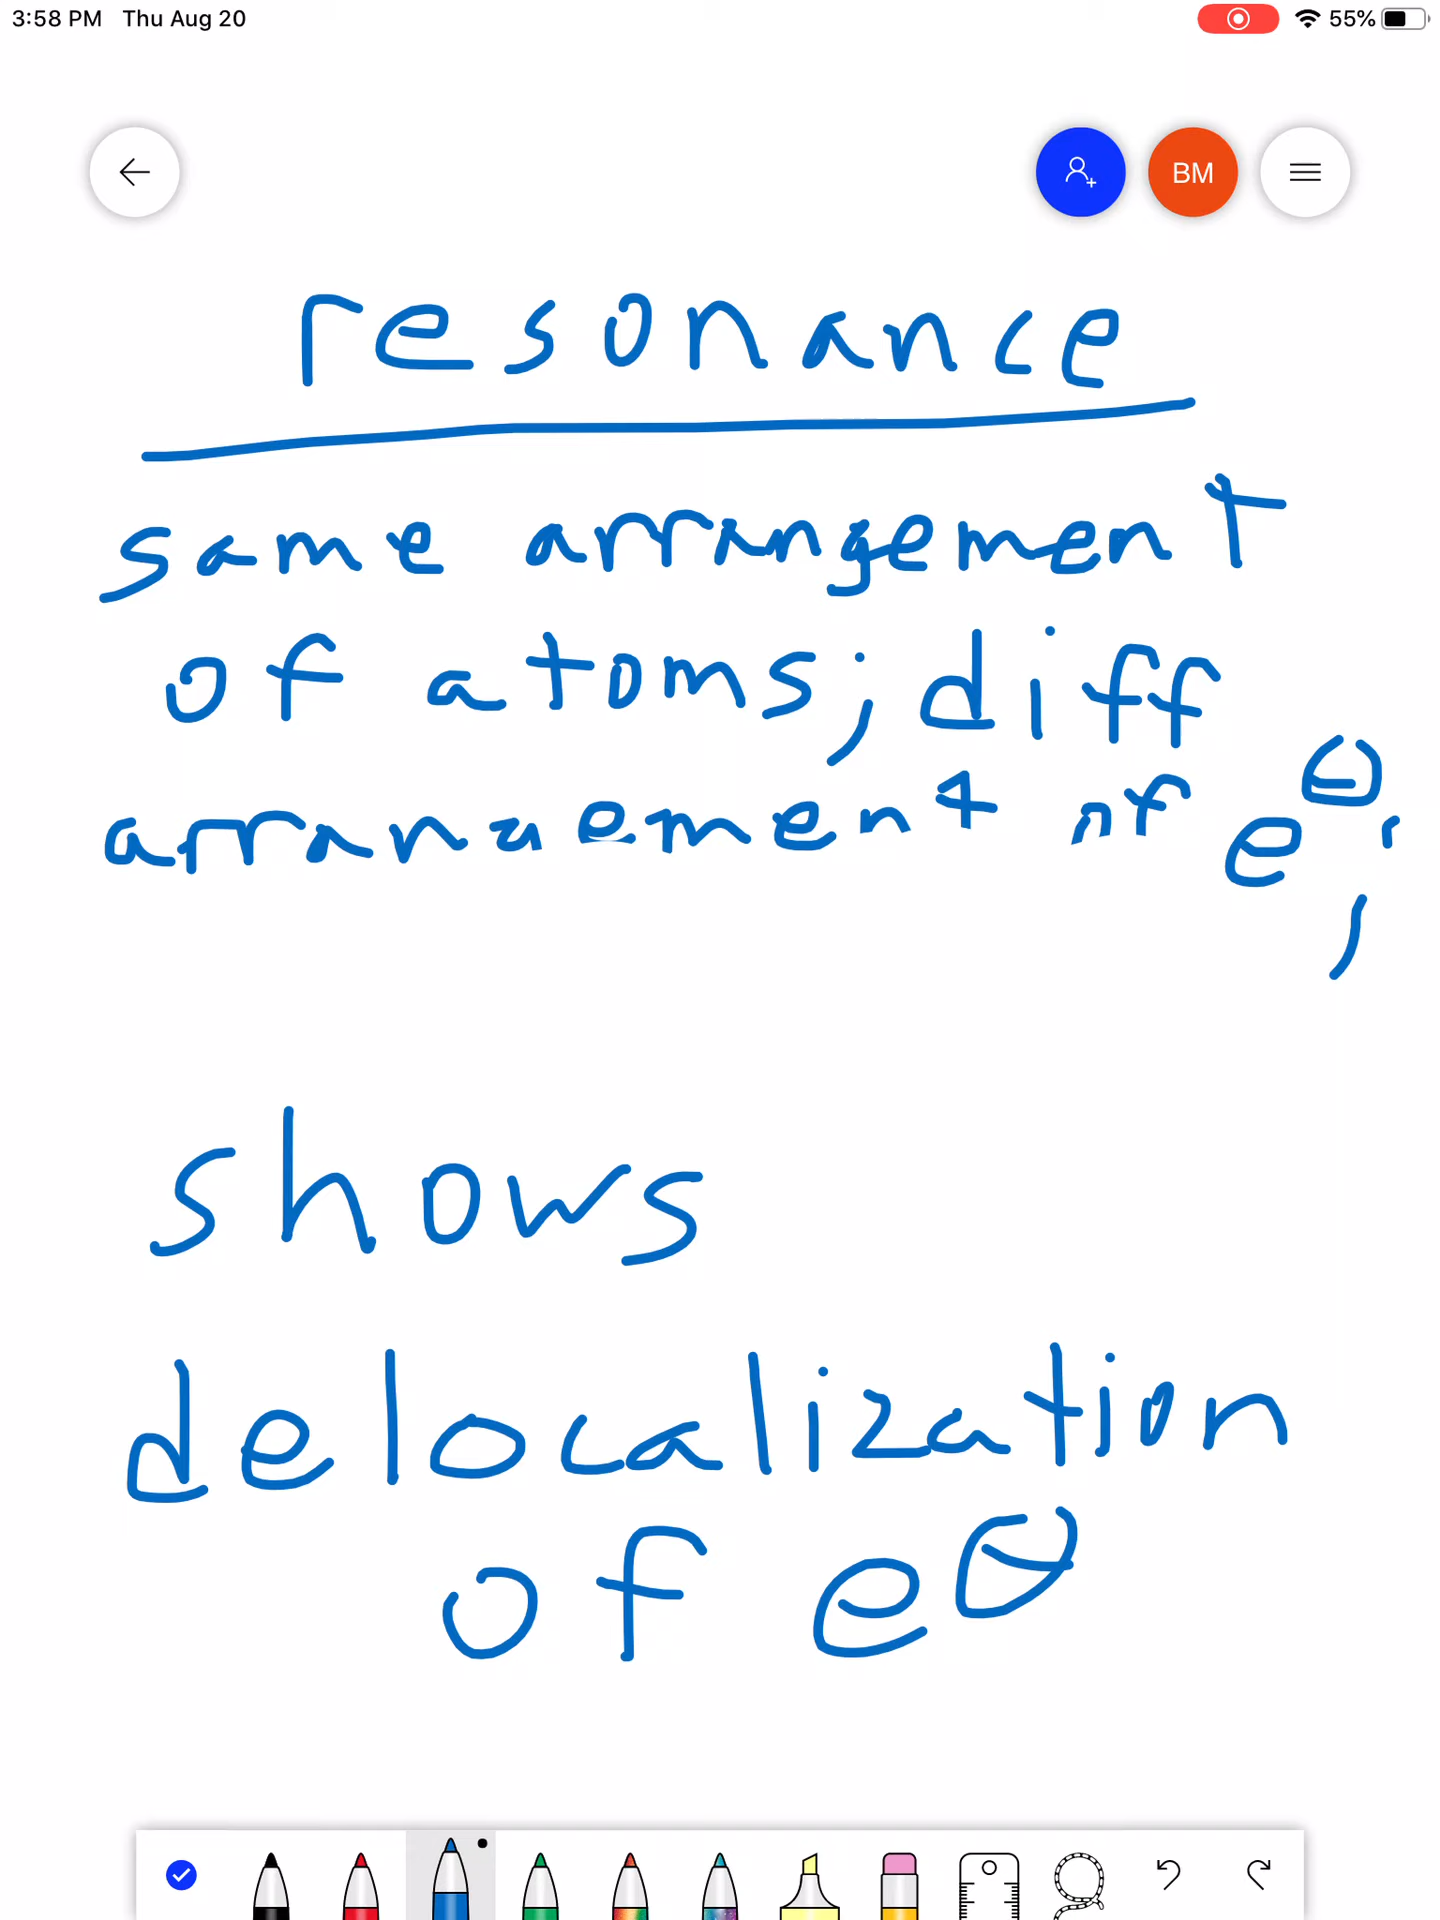 3:58 PM Thu Aug 20 55%
BM
resonance
same arrangement
of atoms; diff
arrangement of e⊖;
shows
delocalization
of e⊖